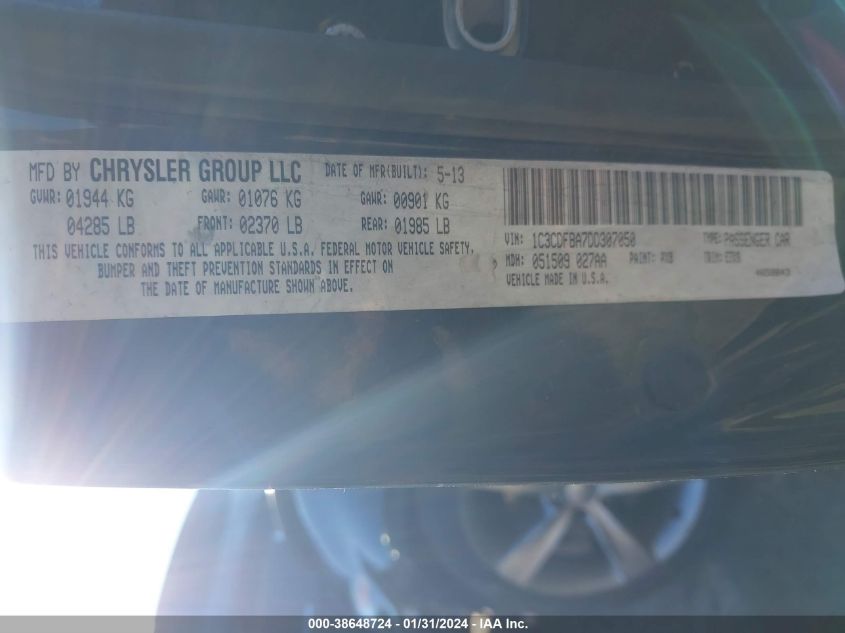 MFD BY CHRYSLER GROUP LLC DATE OF MFR(BUILT): 5-13
GVWR: 01944 KG GAWR: 01076 KG GAWR: 00901 KG
04285 LB FRONT: 02370 LB REAR: 01985 LB
THIS VEHICLE CONFORMS TO ALL APPLICABLE U.S.A. FEDERAL MOTOR VEHICLE SAFETY,
BUMPER AND THEFT PREVENTION STANDARDS IN EFFECT ON
THE DATE OF MANUFACTURE SHOWN ABOVE.
VIN: 1C3CDFBA7DD307050 TYPE: PASSENGER CAR
MDH: 051509 027AA PAINT: PXB TRIM:
VEHICLE MADE IN U.S.A.
000-38648724 - 01/31/2024 - IAA Inc.